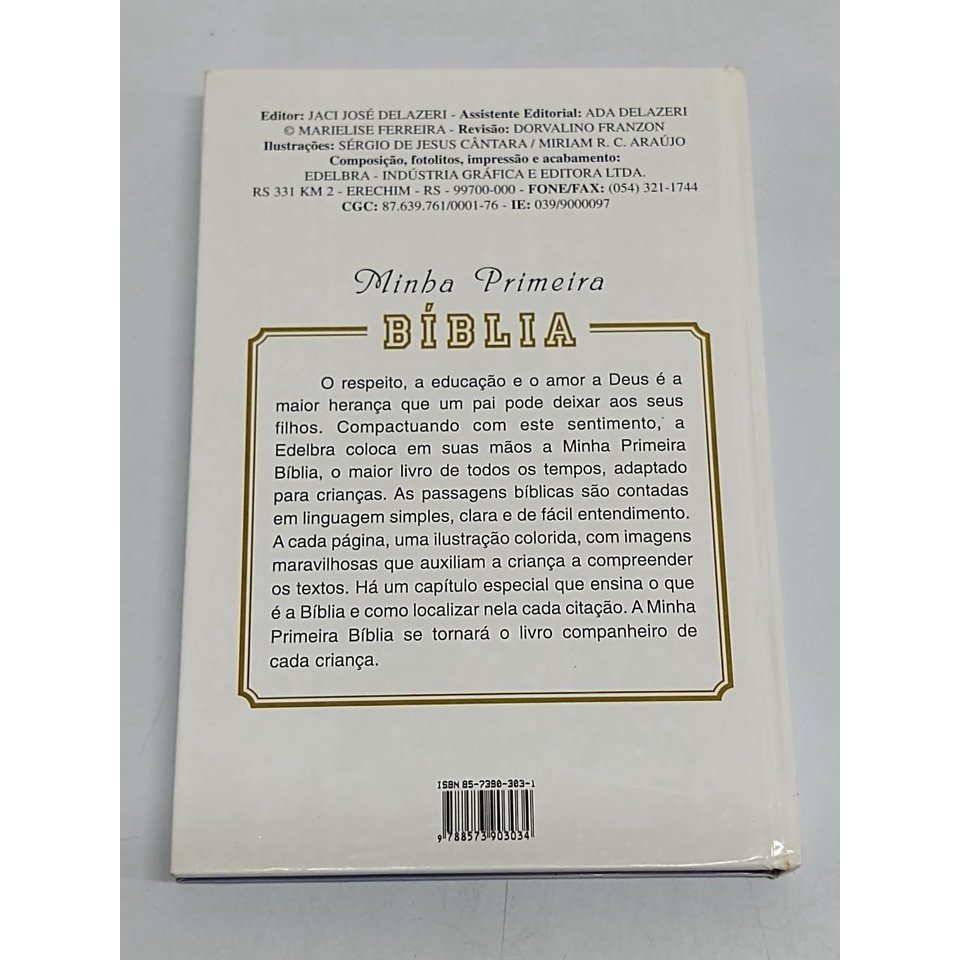 Editor: JACI JOSÉ DELAZERI - Assistente Editorial: ADA DELAZERI
© MARIELISE FERREIRA - Revisão: DORVALINO FRANZON
Ilustrações: SÉRGIO DE JESUS CÂNTARA / MIRIAM R. C. ARAÚJO
Composição, fotolitos, impressão e acabamento:
EDELBRA - INDÚSTRIA GRÁFICA E EDITORA LTDA.
RS 331 KM 2 - ERECHIM - RS - 99700-000 - FONE/FAX: (054) 321-1744
CGC: 87.639.761/0001-76 - IE: 039/9000097
Minha Primeira
BÍBLIA
O respeito, a educação e o amor a Deus é a
maior herança que um pai pode deixar aos seus
filhos. Compactuando com este sentimento, a
Edelbra coloca em suas mãos a Minha Primeira
Bíblia, o maior livro de todos os tempos, adaptado
para crianças. As passagens bíblicas são contadas
em linguagem simples, clara e de fácil entendimento.
A cada página, uma ilustração colorida, com imagens
maravilhosas que auxiliam a criança a compreender
os textos. Há um capítulo especial que ensina o que
é a Bíblia e como localizar nela cada citação. A Minha
Primeira Bíblia se tornará o livro companheiro de
cada criança.
ISBN 85-7390-303-1
9 788573 903034